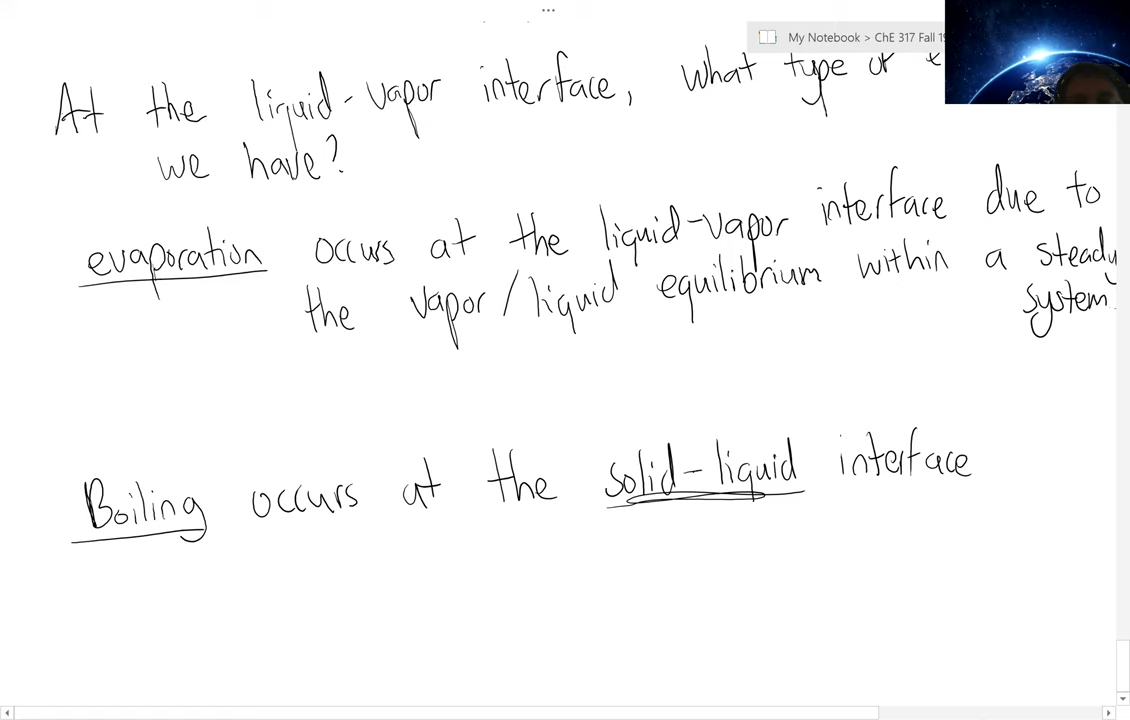 My Notebook > ChE 317 Fall
At the liquid-vapor interface, what type of
we have?
evaporation occurs at the liquid-vapor interface due to
the vapor/liquid equilibrium within a steady
system.
Boiling occurs at the solid-liquid interface